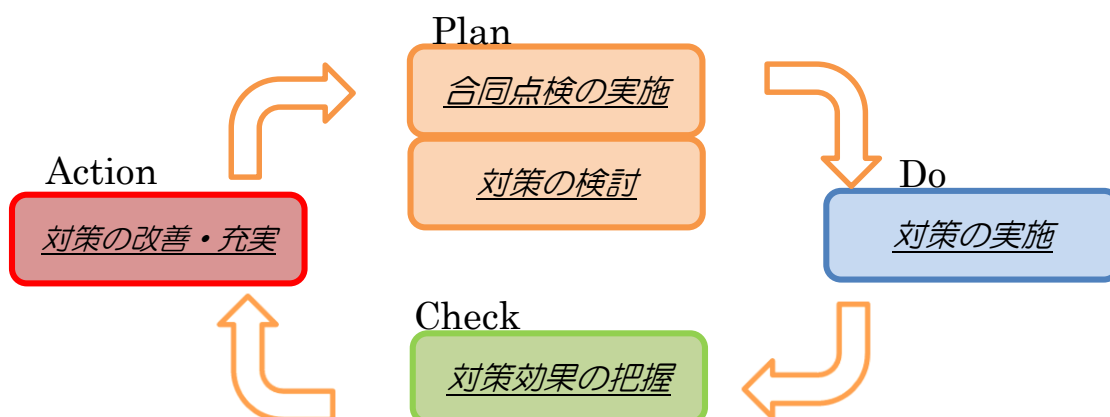 Plan
合同点検の実施
対策の検討
Action
対策の改善・充実
Do
対策の実施
Check
対策効果の把握